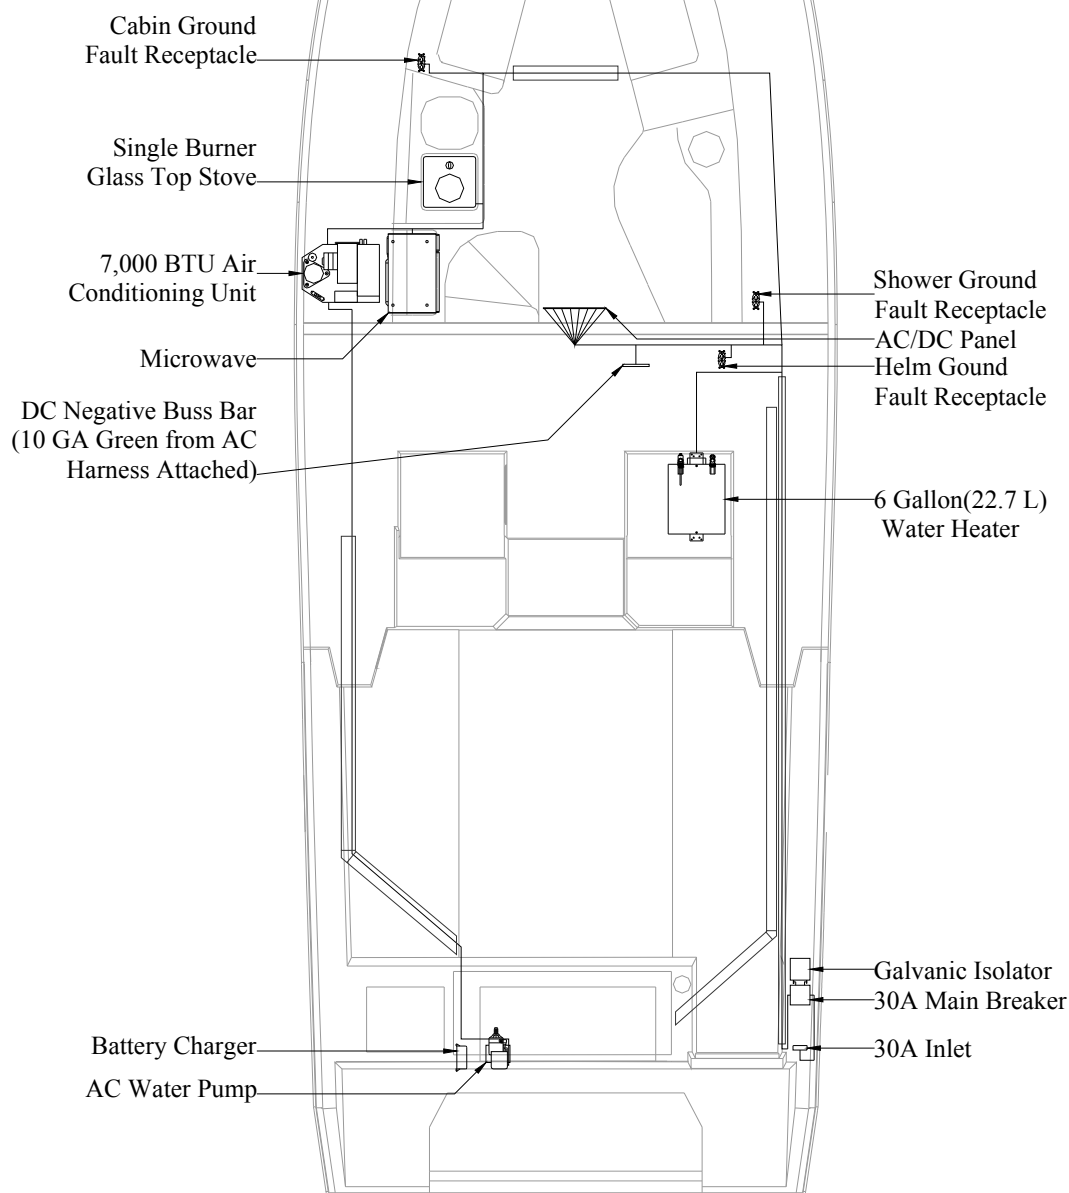 Cabin Ground
Fault Receptacle
Single Burner
Glass Top Stove
7,000 BTU Air
Conditioning Unit
Microwave
DC Negative Buss Bar
(10 GA Green from AC
Harness Attached)
Shower Ground
Fault Receptacle
AC/DC Panel
Helm Gound
Fault Receptacle
6 Gallon(22.7 L)
Water Heater
Galvanic Isolator
30A Main Breaker
30A Inlet
Battery Charger
AC Water Pump